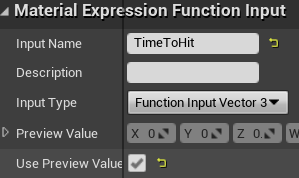 Material Expression Function Input
Input Name TimeToHit
Description
Input Type Function Input Vector 3
Preview Value X 0. Y 0. Z 0. W
Use Preview Value